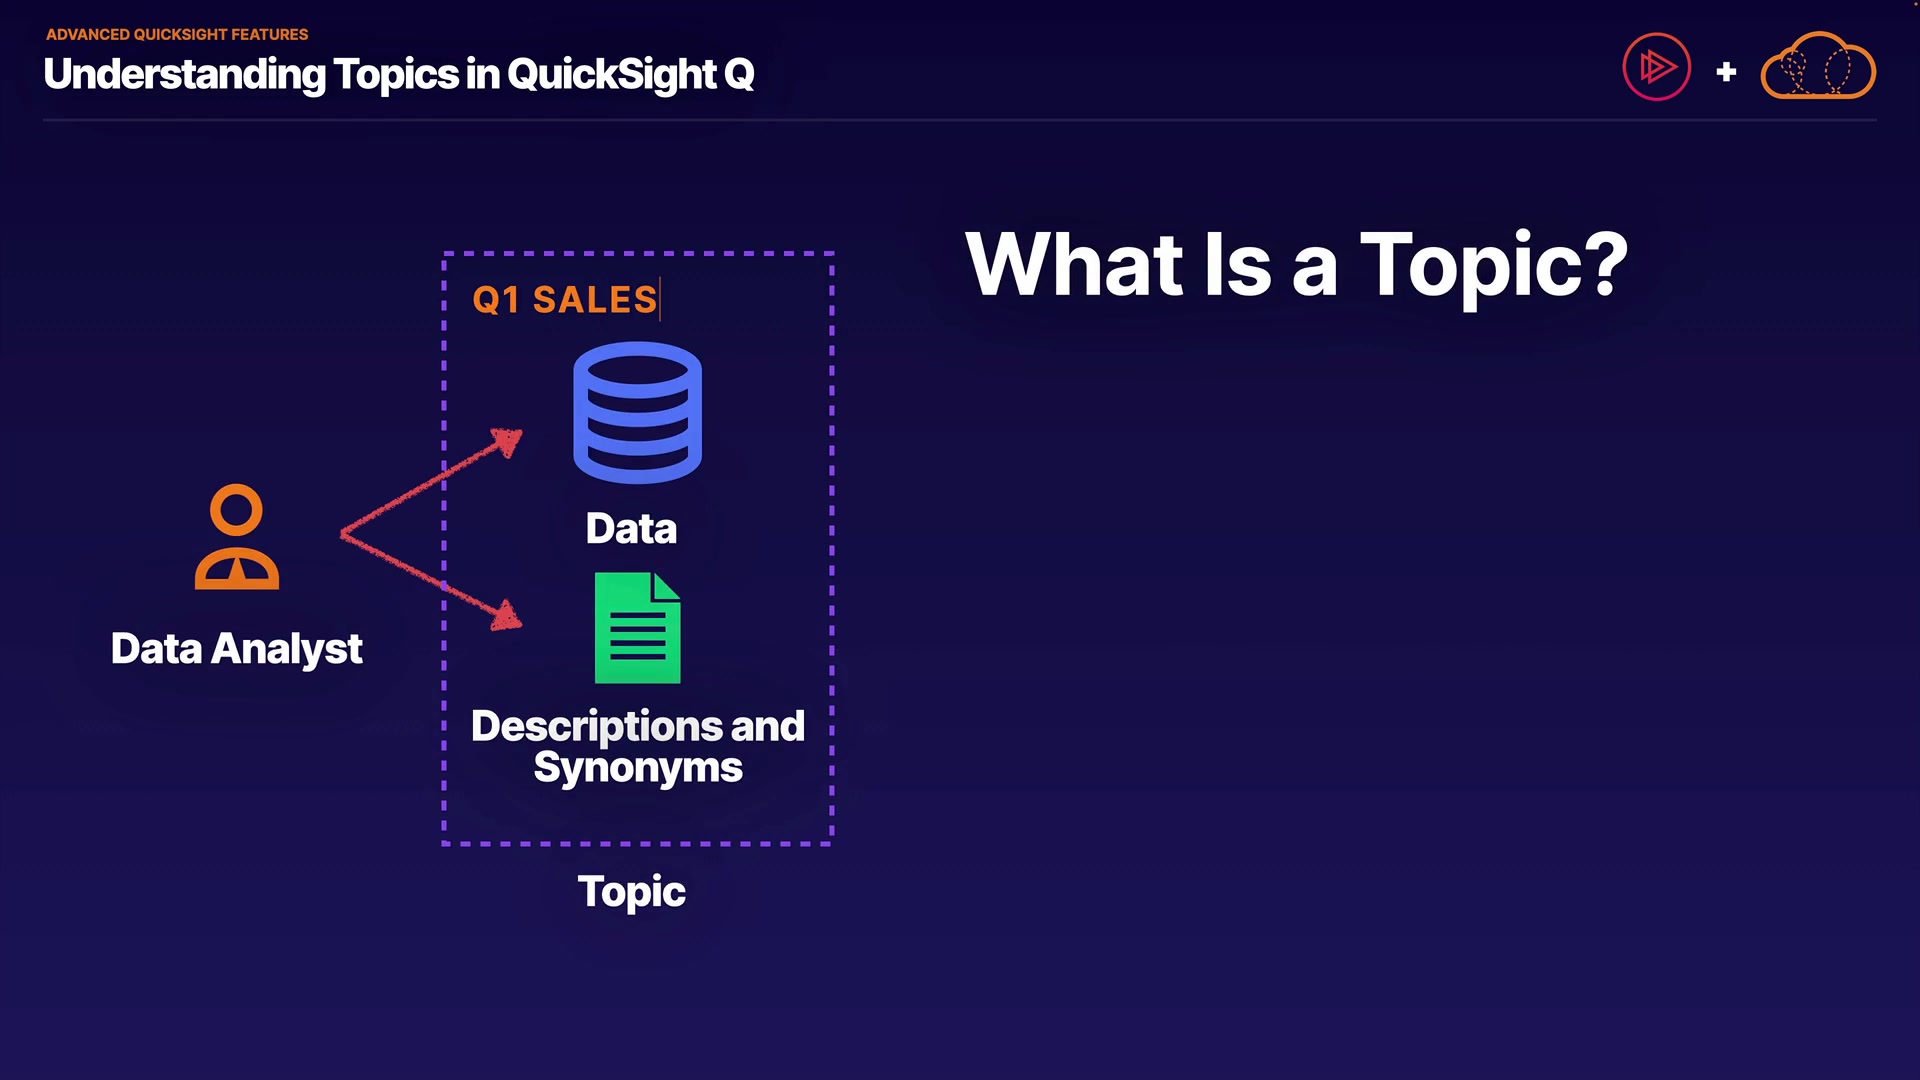 ADVANCED QUICKSIGHT FEATURES
Understanding Topics in QuickSight Q
What Is a Topic?
Q1 SALES
Data
Data Analyst
Descriptions and
Synonyms
Topic